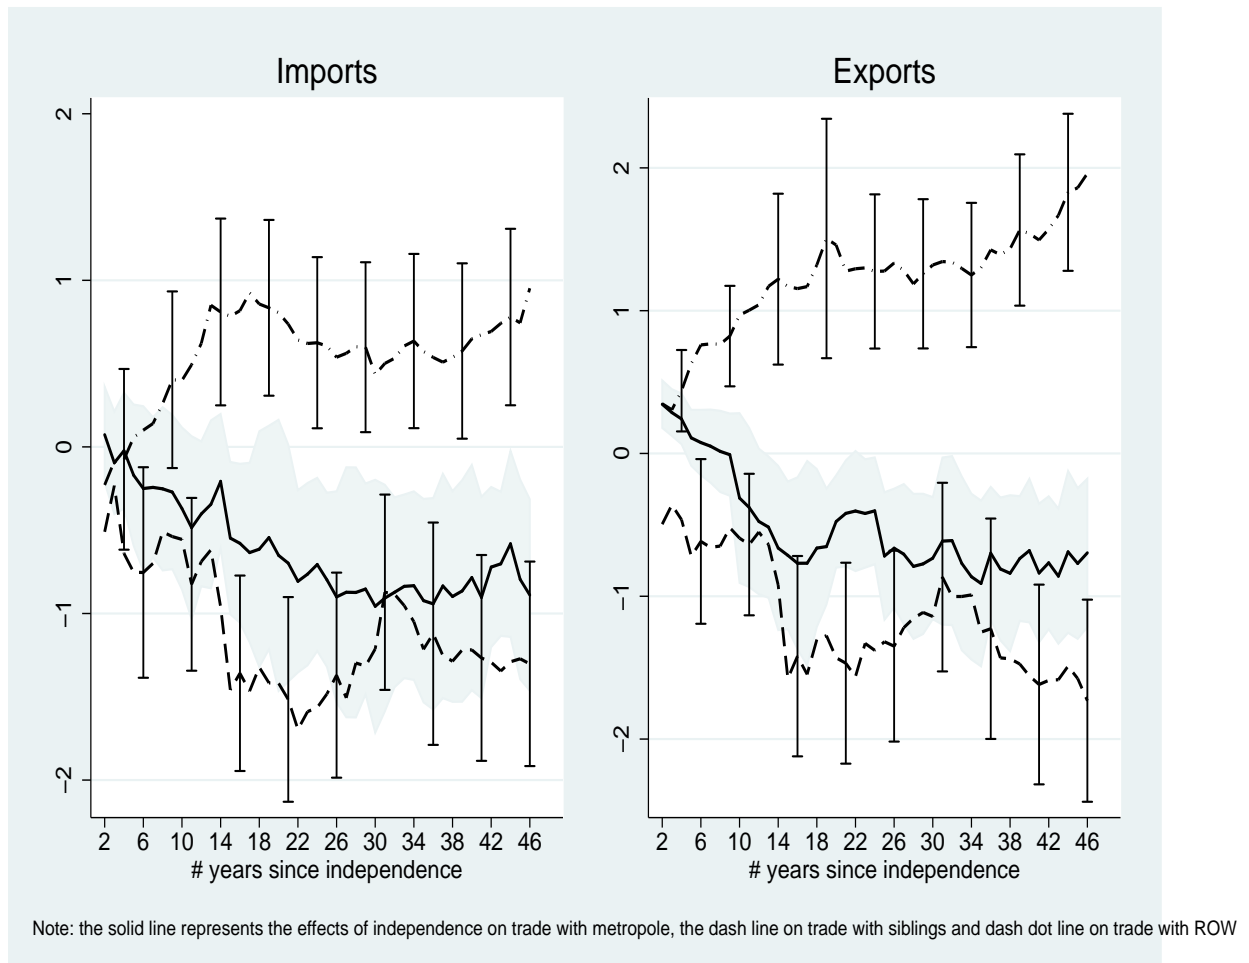 Imports
Exports
2
1
0
−1
−2
2 6 10 14 18 22 26 30 34 38 42 46
# years since independence
2
1
0
−1
−2
2 6 10 14 18 22 26 30 34 38 42 46
# years since independence
Note: the solid line represents the effects of independence on trade with metropole, the dash line on trade with siblings and dash dot line on trade with ROW